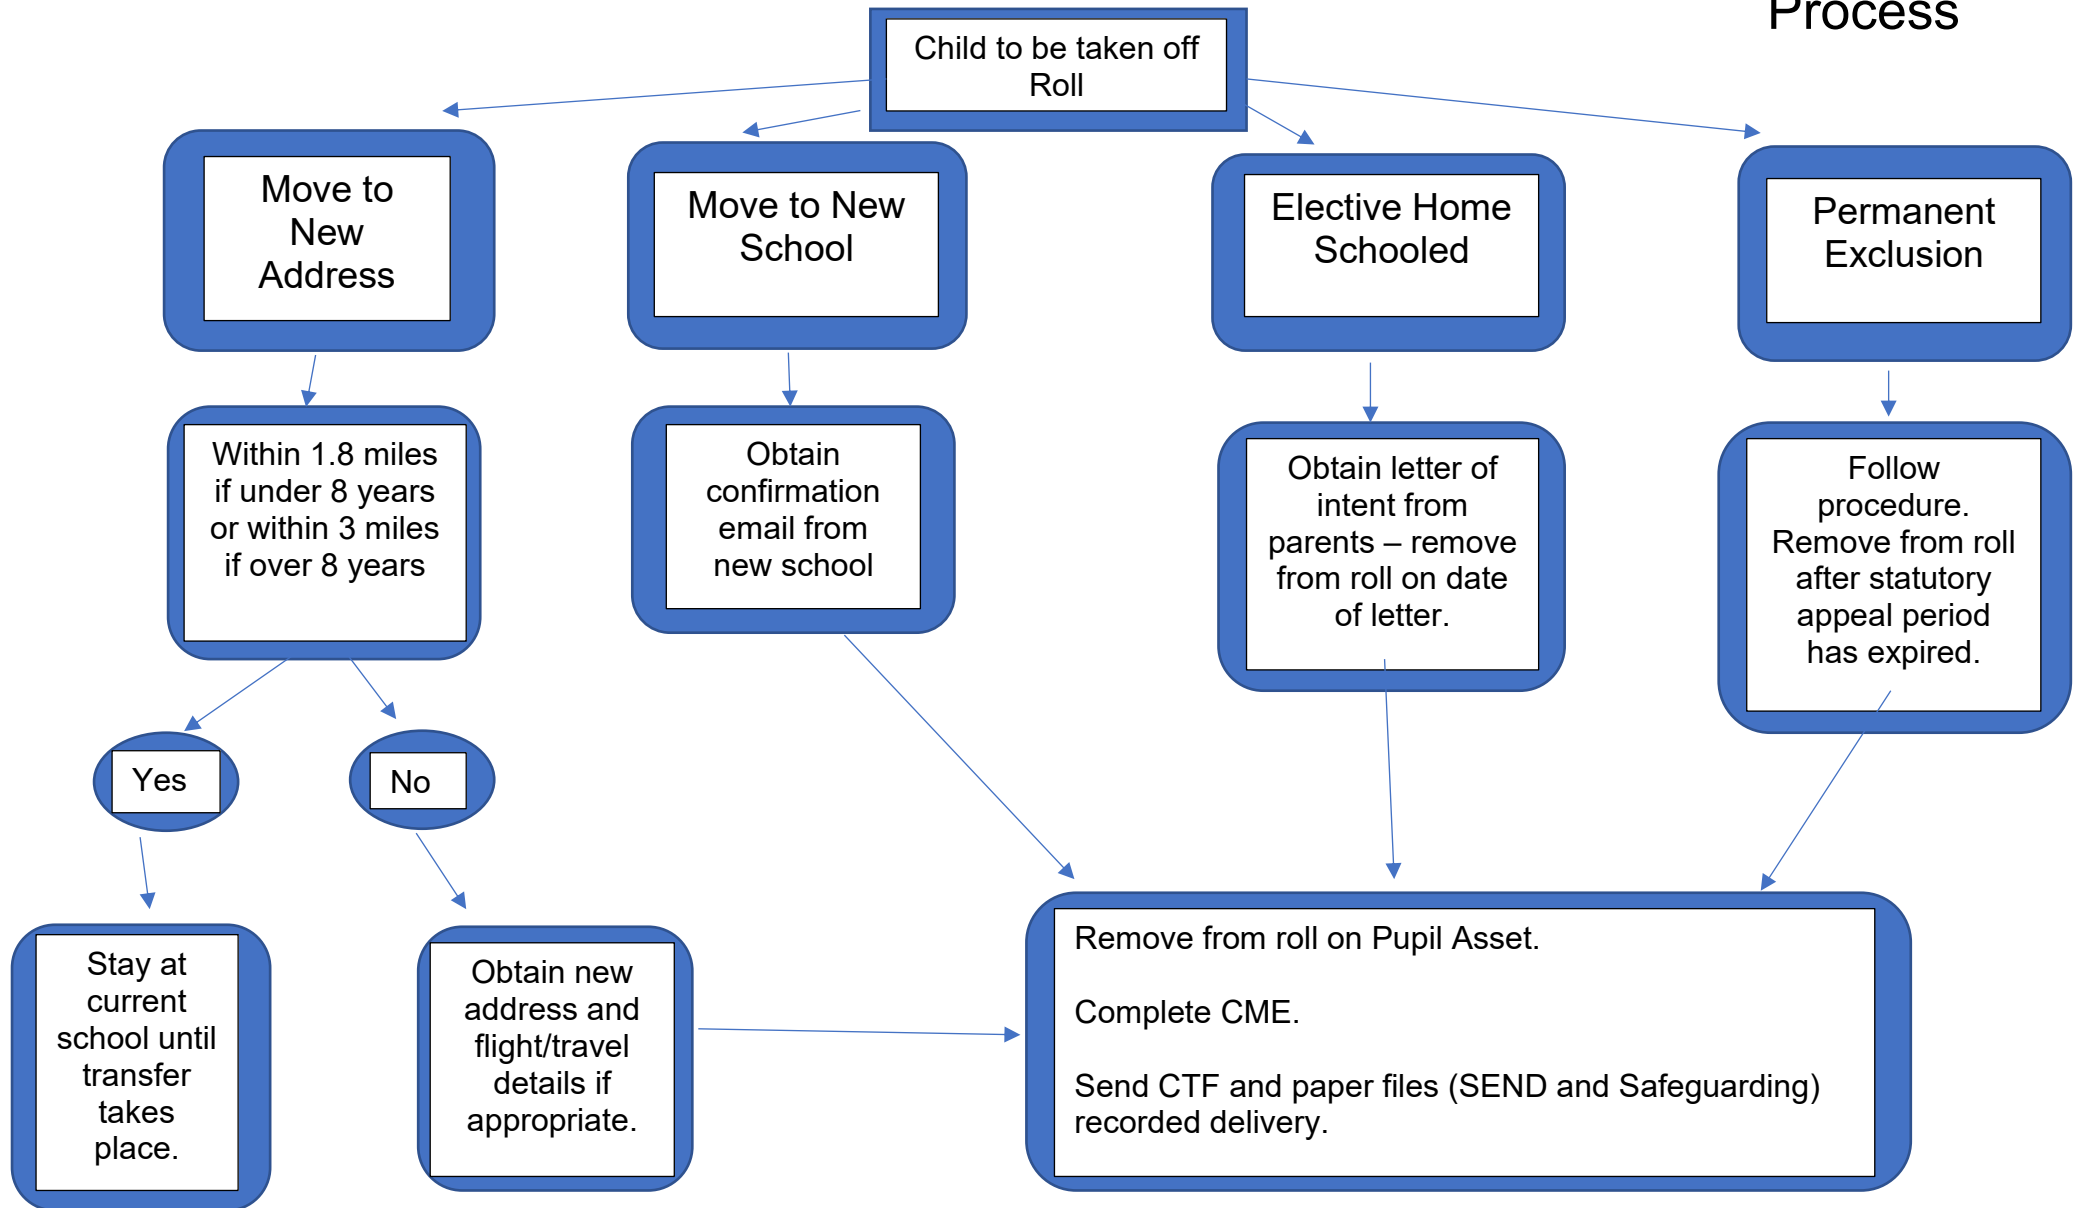 Process
Child to be taken off
Roll
Move to
New
Address
Move to New
School
Elective Home
Schooled
Permanent
Exclusion
Within 1.8 miles
if under 8 years
or within 3 miles
if over 8 years
Obtain
confirmation
email from
new school
Obtain letter of
intent from
parents – remove
from roll on date
of letter.
Follow
procedure.
Remove from roll
after statutory
appeal period
has expired.
Yes
No
Stay at
current
school until
transfer
takes
place.
Obtain new
address and
flight/travel
details if
appropriate.
Remove from roll on Pupil Asset.
Complete CME.
Send CTF and paper files (SEND and Safeguarding)
recorded delivery.